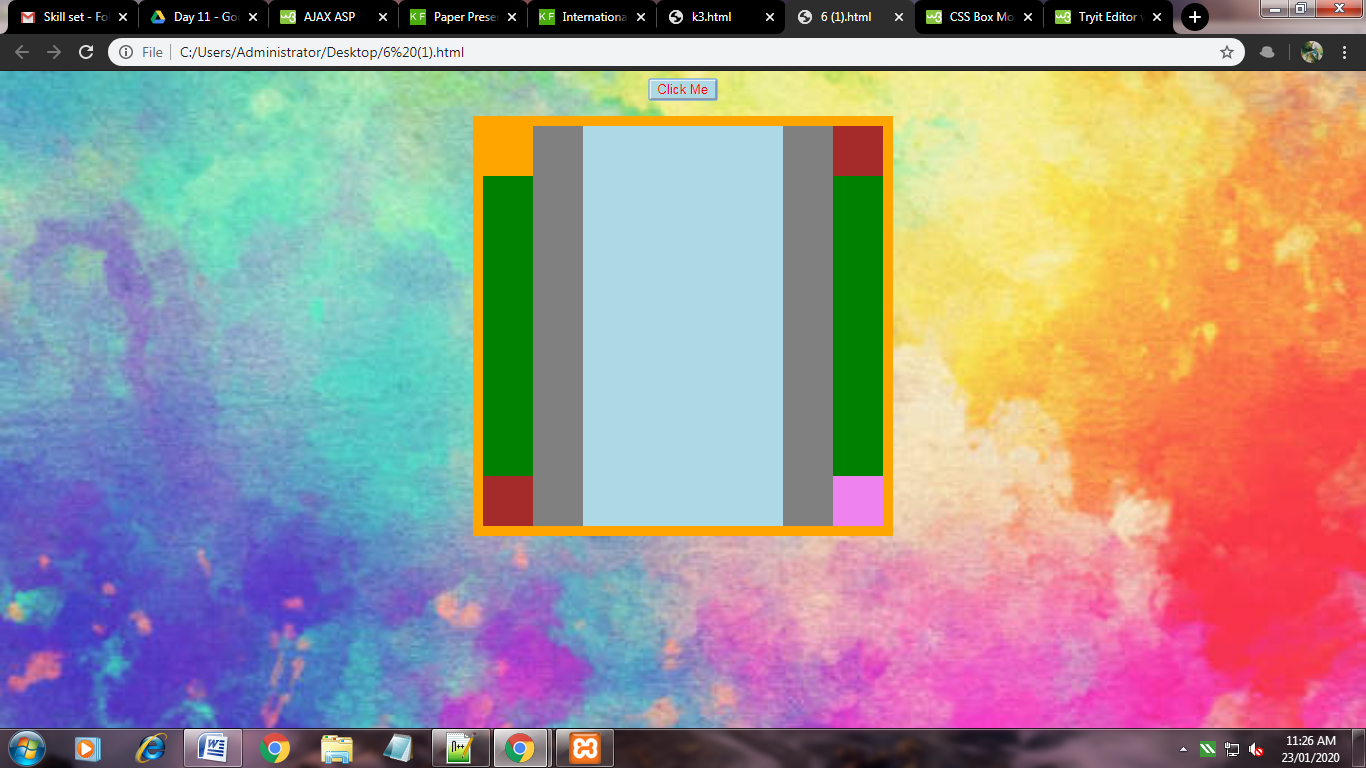 Skill set - Fo
Day 11 - Goo
AJAX ASP
Paper Prese
Internationa
k3.html
6 (1).html
CSS Box Mo
Tryit Editor v
File
C:/Users/Administrator/Desktop/6%20(1).html
Click Me
11:26 AM
23/01/2020